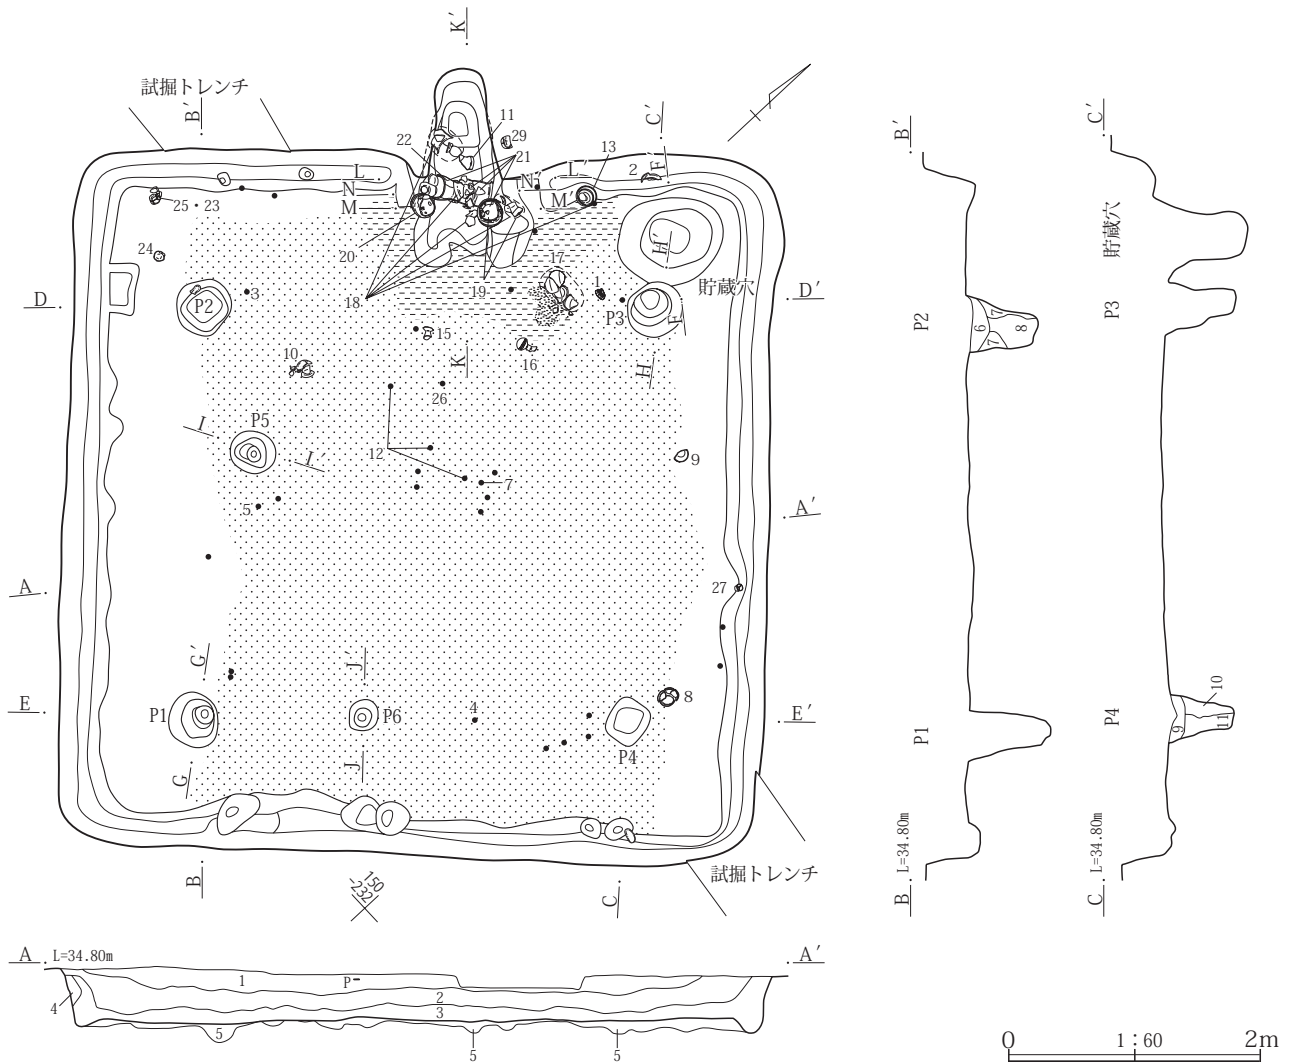 K′
試掘トレンチ
B′
C′
11
29
13
22
21
2
F′
L
L′
N
N′
M
M′
25・23
20
24
H′
17
貯蔵穴
1
D
D′
3
P2
18
19
P3
F
15
10
16
K
H
26
P5
I
I′
12
9
7
5
A′
A
27
G′
J′
E
E′
P1
P6
4
8
P4
G
J
B
C
試掘トレンチ
150
-232
B′
C′
貯蔵穴
P3
P2
6
7
7
8
10
P4
9
11
P1
B L=34.80m
C L=34.80m
A L=34.80m
A′
1
P
2
3
4
5
5
5
0 1:60 2m